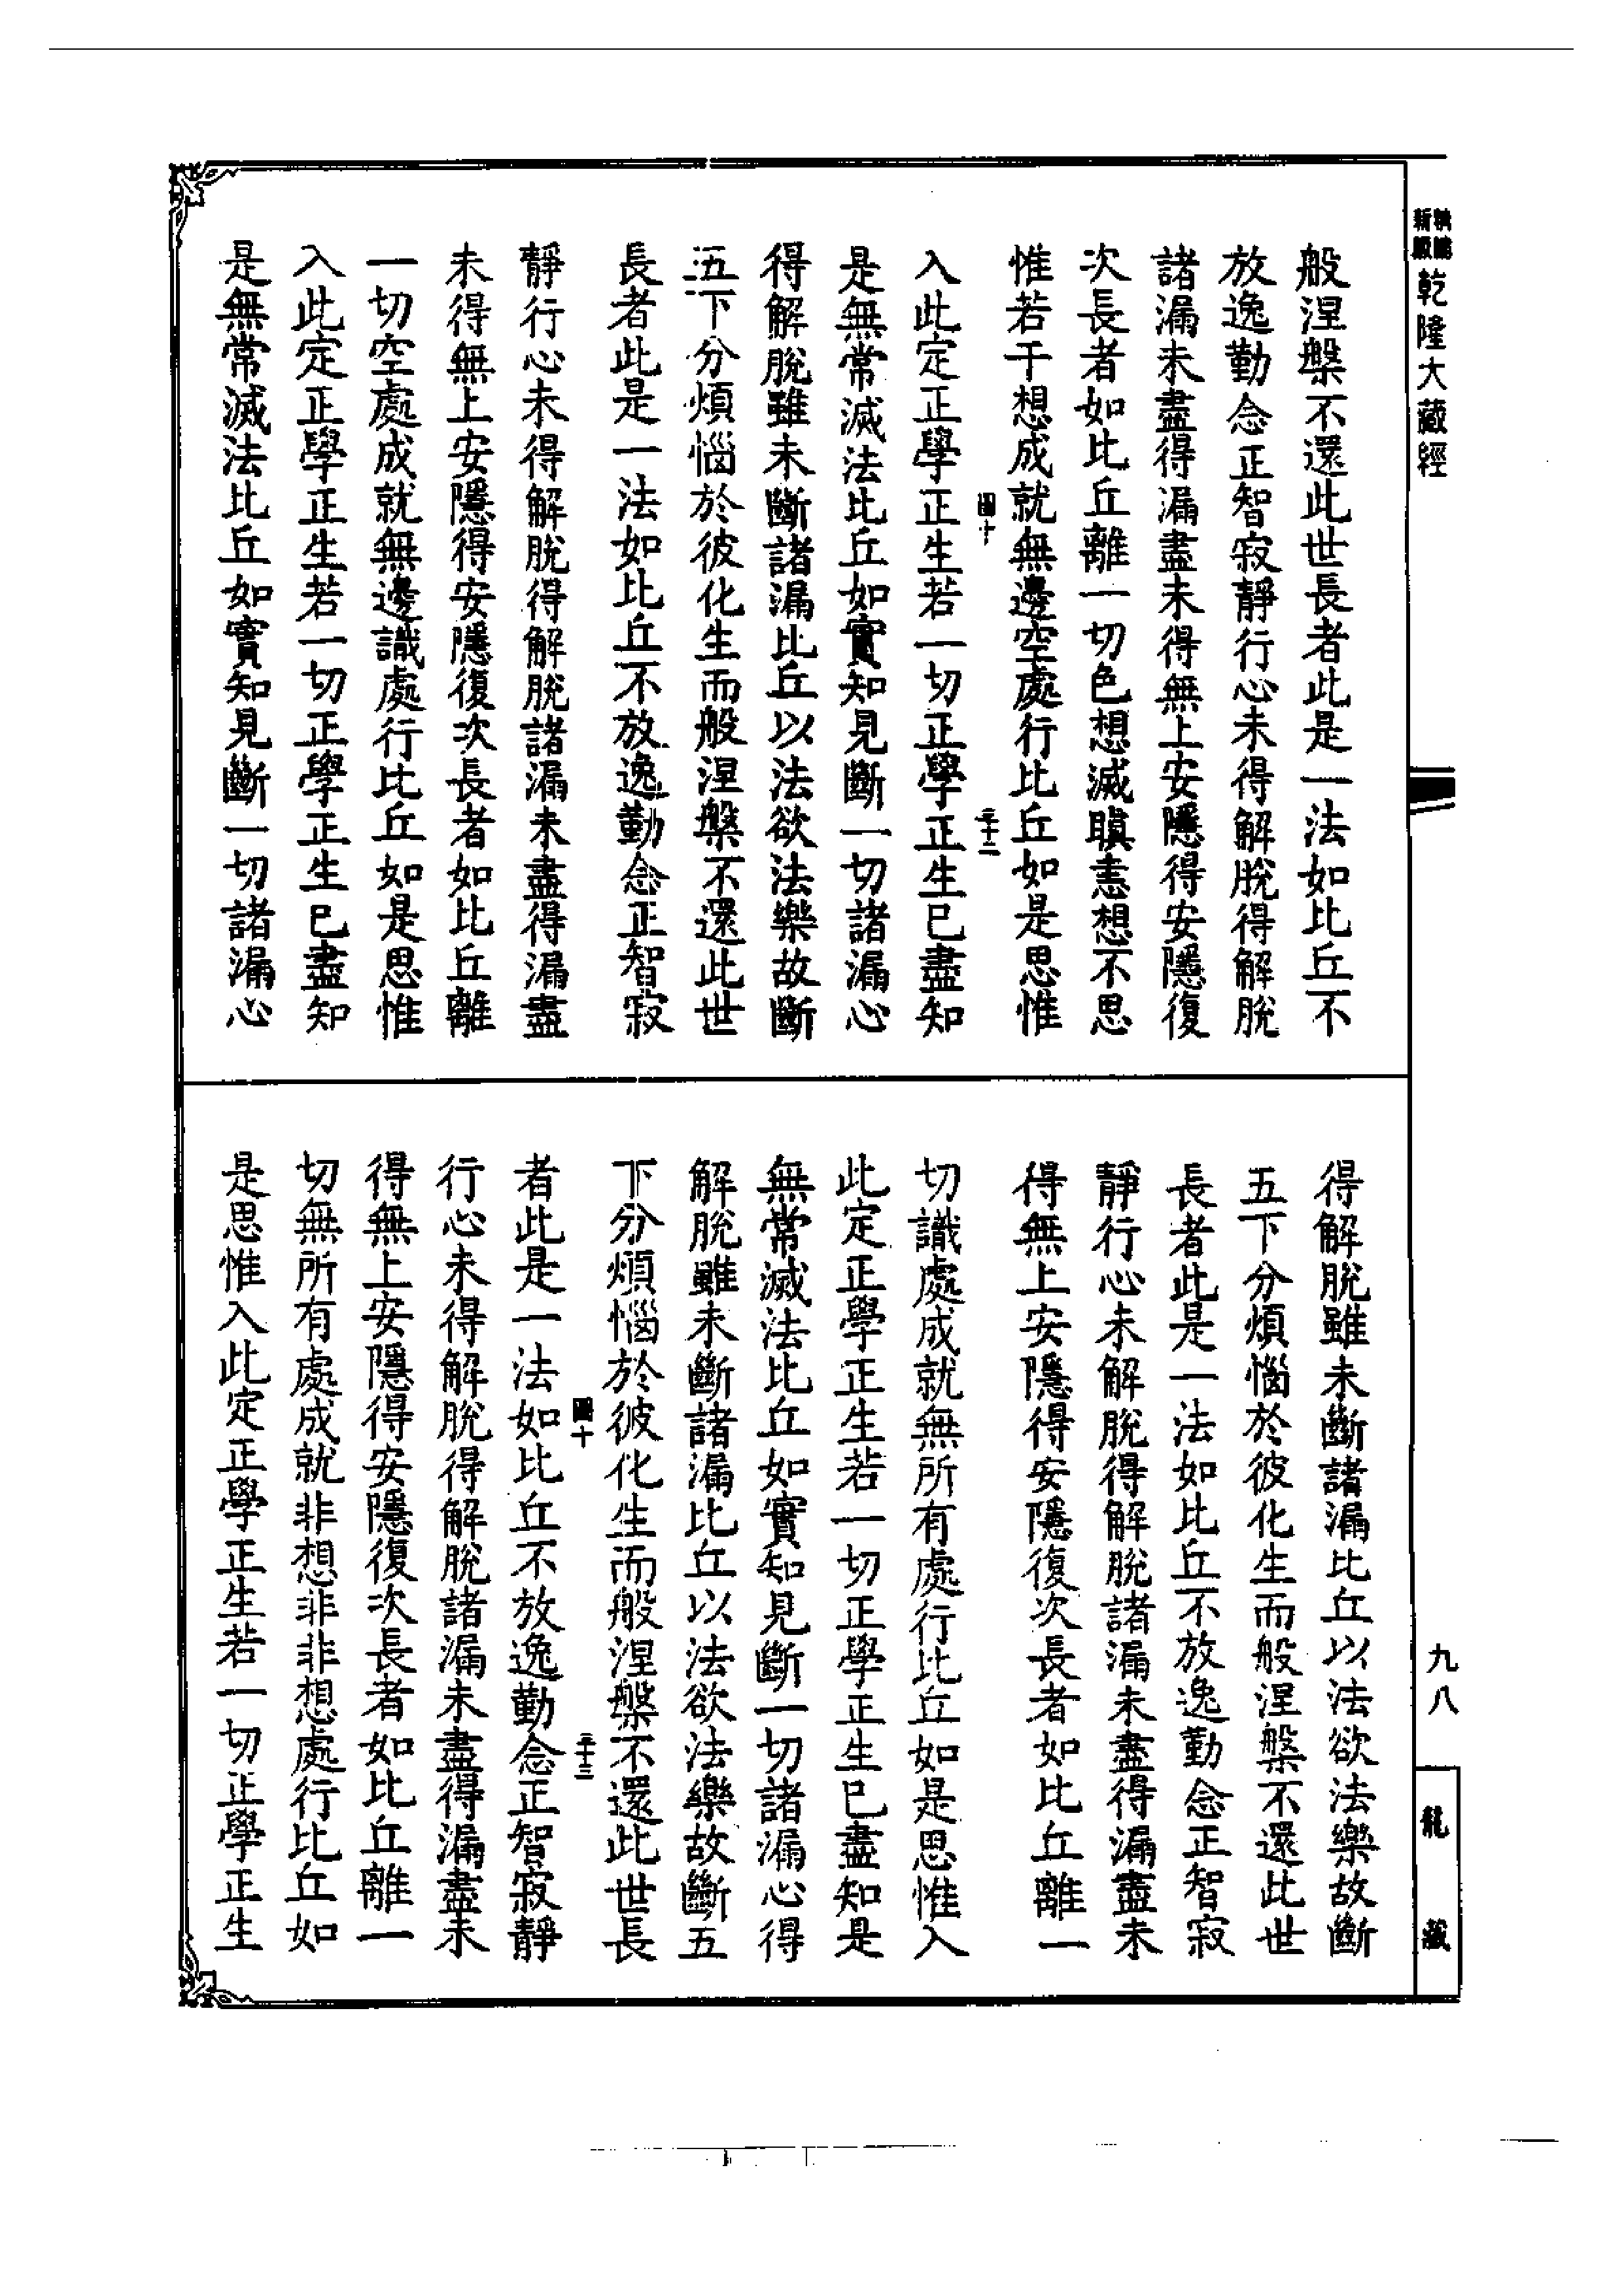 乾隆大藏經
般涅槃不還此世長者此是一法如比丘不
放逸勤念正智寂靜行心未得解脫得解脫
諸漏未盡得漏盡未得無上安隱得安隱復
次長者如比丘離一切色想滅瞋恚想不思
惟若干想成就無邊空處行比丘如是思惟
圖十
三十二
入此定正學正生若一切正學正生已盡知
是無常滅法比丘如實知見斷一切諸漏心
得解脫雖未斷諸漏比丘以法欲法樂故斷
五下分煩惱於彼化生而般涅槃不還此世
長者此是一法如比丘不放逸勤念正智寂
靜行心未得解脫得解脫諸漏未盡得漏盡
未得無上安隱得安隱復次長者如比丘離
一切空處成就無邊識處行比丘如是思惟
入此定正學正生若一切正學正生已盡知
是無常滅法比丘如實知見斷一切諸漏心
得解脫雖未斷諸漏比丘以法欲法樂故斷
五下分煩惱於彼化生而般涅槃不還此世
長者此是一法如比丘不放逸勤念正智寂
靜行心未解脫得解脫諸漏未盡得漏盡未
得無上安隱得安隱復次長者如比丘離一
切識處成就無所有處行比丘如是思惟入
此定正學正生若一切正學正生已盡知是
無常滅法比丘如實知見斷一切諸漏心得
解脫雖未斷諸漏比丘以法欲法樂故斷五
下分煩惱於彼化生而般涅槃不還此世長
圖十
三十三
者此是一法如比丘不放逸勤念正智寂靜
行心未得解脫得解脫諸漏未盡得漏盡未
得無上安隱得安隱復次長者如比丘離一
切無所有處成就非想非非想處行比丘如
是思惟入此定正學正生若一切正學正生
九八
龍藏